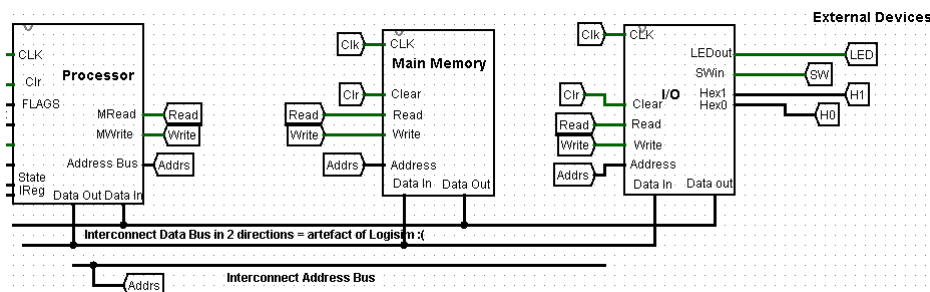 External Devices
CLK
Clr
FLAGS
Processor
MRead
MWrite
Address Bus
State
IReg
Data Out Data In
Read
Write
Addrs
Clk
Clr
Read
Write
Addrs
CLK
Main Memory
Clear
Read
Write
Address
Data In Data Out
Clk
Clr
Read
Write
Addrs
CLK
LEDout
SWin
I/O
Hex1
Hex0
Clear
Read
Write
Address
Data In Data out
LED
SW
H1
H0
Interconnect Data Bus in 2 directions = artefact of Logisim :(
Interconnect Address Bus
Addrs